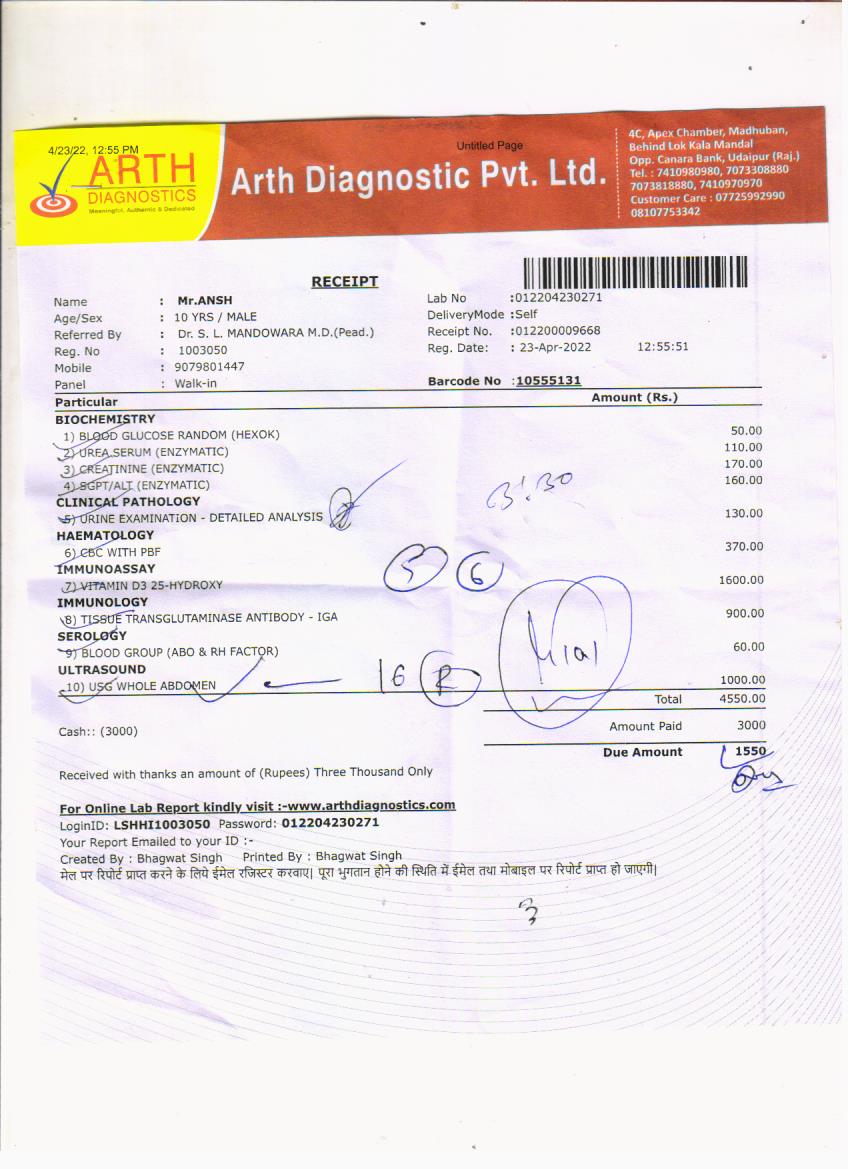 4/23/22, 12:55 PM
Untitled Page
ARTH
DIAGNOSTICS
Meaningful, Authentic & Dedicated
Arth Diagnostic Pvt. Ltd.
4C, Apex Chamber, Madhuban,
Behind Lok Kala Mandal
Opp. Canara Bank, Udaipur (Raj.)
Tel. : 7410980980, 7073308880
7073818880, 7410970970
Customer Care : 07725992990
08107753342
RECEIPT
Name : Mr.ANSH
Age/Sex : 10 YRS / MALE
Referred By : Dr. S. L. MANDOWARA M.D.(Pead.)
Reg. No : 1003050
Mobile : 9079801447
Panel : Walk-in
Lab No :012204230271
DeliveryMode :Self
Receipt No. :012200009668
Reg. Date: : 23-Apr-2022 12:55:51
Barcode No :10555131
Particular Amount (Rs.)
BIOCHEMISTRY
1) BLOOD GLUCOSE RANDOM (HEXOK) 50.00
2) UREA SERUM (ENZYMATIC) 110.00
3) CREATININE (ENZYMATIC) 170.00
4) SGPT/ALT (ENZYMATIC) 160.00
CLINICAL PATHOLOGY
5) URINE EXAMINATION - DETAILED ANALYSIS 130.00
HAEMATOLOGY
6) CBC WITH PBF 370.00
IMMUNOASSAY
7) VITAMIN D3 25-HYDROXY 1600.00
IMMUNOLOGY
8) TISSUE TRANSGLUTAMINASE ANTIBODY - IGA 900.00
SEROLOGY
9) BLOOD GROUP (ABO & RH FACTOR) 60.00
ULTRASOUND
10) USG WHOLE ABDOMEN 1000.00
5 6
16 R
Total 4550.00
Cash:: (3000) Amount Paid 3000
Due Amount 1550
Received with thanks an amount of (Rupees) Three Thousand Only
For Online Lab Report kindly visit :-www.arthdiagnostics.com
LoginID: LSHHI1003050 Password: 012204230271
Your Report Emailed to your ID :-
Created By : Bhagwat Singh Printed By : Bhagwat Singh
मेल पर रिपोर्ट प्राप्त करने के लिये ईमेल रजिस्टर करवाए। पूरा भुगतान होने की स्थिति में ईमेल तथा मोबाइल पर रिपोर्ट प्राप्त हो जाएगी।